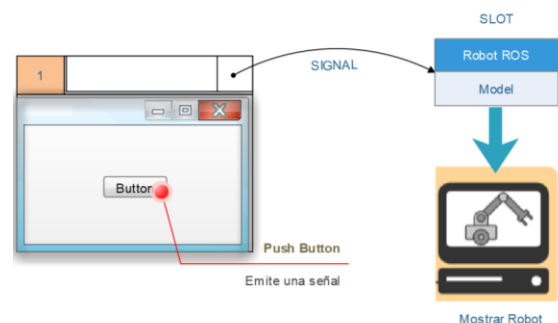 SLOT
1
SIGNAL
Robot ROS
Model
Button
Push Button
Emite una señal
Mostrar Robot